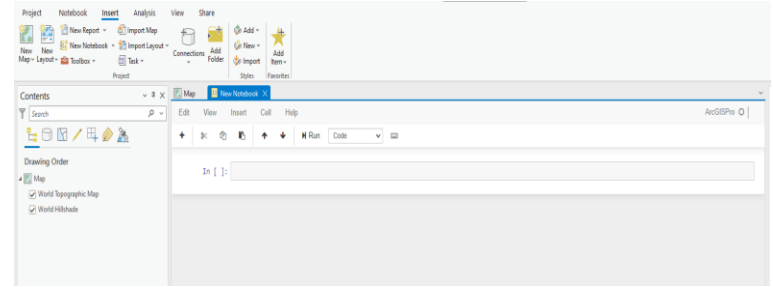 Project Notebook Insert Analysis View Share
New Report Import Map Add
New Notebook Import Layout New
New Map New Layout Toolbox Task Connections Add Folder Import Add Item
Project Styles Favorites
Contents
Map New Notebook
Search
Edit View Insert Cell Help ArcGISPro
Run Code
Drawing Order
In [ ]:
Map
World Topographic Map
World Hillshade